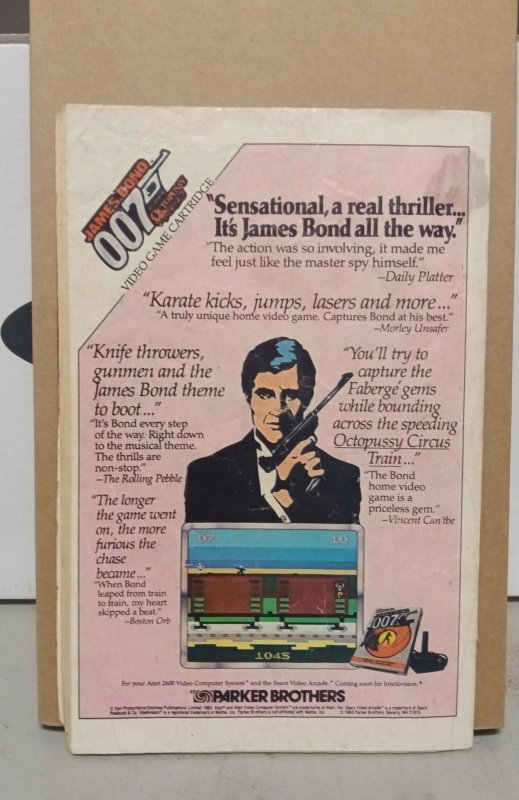 JAMES BOND
007
OCTOPUSSY
VIDEO GAME CARTRIDGE
"Sensational, a real thriller...
It's James Bond all the way."
"The action was so involving, it made me
feel just like the master spy himself."
—Daily Platter
"Karate kicks, jumps, lasers and more..."
"A truly unique home video game. Captures Bond at his best."
—Morley Unsafer
"Knife throwers,
gunmen and the
James Bond theme
to boot..."
"It's Bond every step
of the way. Right down
to the musical theme.
The thrills are
non-stop."
—The Rolling Pebble
"The longer
the game went
on, the more
furious the
chase
became..."
"When Bond
leaped from train
to train, my heart
skipped a beat."
—Boston Orb
"You'll try to
capture the
Fabergé gems
while bounding
across the speeding
Octopussy Circus
Train..."
"The Bond
home video
game is a
priceless gem."
—Vincent Can'tbe
07
10
1045
007
For your Atari 2600 Video Computer System™ and the Sears Video Arcade.™ Coming soon for Intellivision.®
PARKER BROTHERS